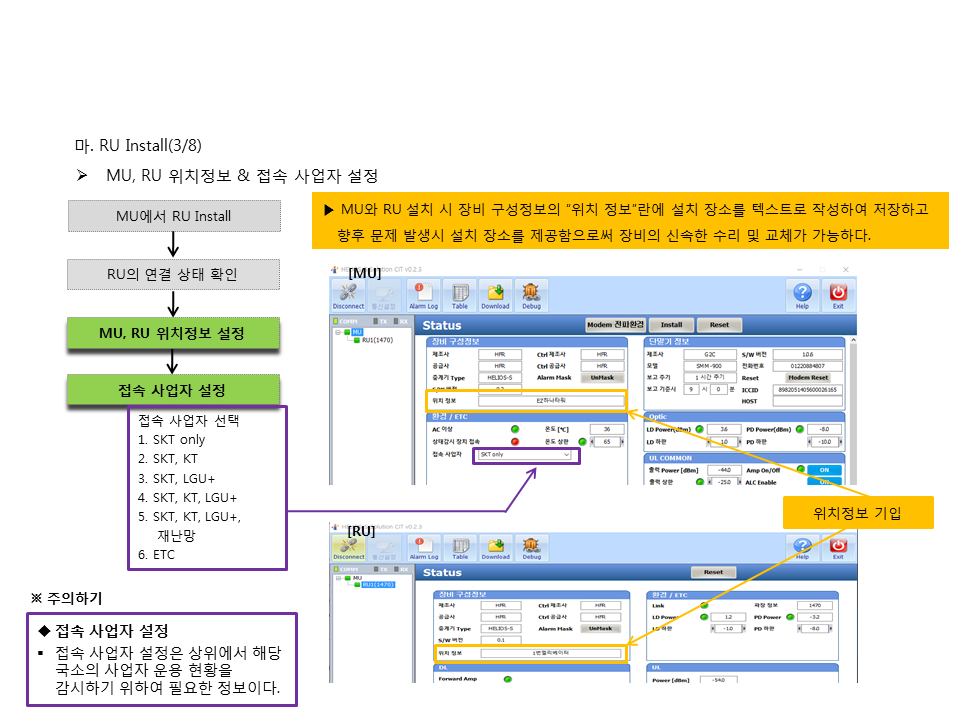 마. RU Install(3/8)
➢ MU, RU 위치정보 & 접속 사업자 설정
MU에서 RU Install
RU의 연결 상태 확인
MU, RU 위치정보 설정
접속 사업자 설정
접속 사업자 선택
1. SKT only
2. SKT, KT
3. SKT, LGU+
4. SKT, KT, LGU+
5. SKT, KT, LGU+,
재난망
6. ETC
※ 주의하기
◆ 접속 사업자 설정
▪ 접속 사업자 설정은 상위에서 해당
국소의 사업자 운용 현황을
감시하기 위하여 필요한 정보이다.
▶ MU와 RU 설치 시 장비 구성정보의 "위치 정보"란에 설치 장소를 텍스트로 작성하여 저장하고
향후 문제 발생시 설치 장소를 제공함으로써 장비의 신속한 수리 및 교체가 가능하다.
[MU]
CIT v0.2.3
Disconnect 통신설정 Alarm Log Table Download Debug Help Exit
COMM TX RX
MU
RU1(1470)
Status Modem 전파환경 Install Reset
장비 구성정보
제조사 HFR Ctrl 제조사 HFR
공급사 HFR Ctrl 공급사 HFR
중계기 Type HELIOS-S Alarm Mask UnMask
위치 정보 EZ하나타워
환경 / ETC
AC 이상 온도 [℃] 36
상태감시 장치 접속 온도 상한 65
접속 사업자 SKT only
단말기 정보
제조사 G2C S/W 버전 1.0.6
모델 SMM-900 전화번호 01220884807
보고 주기 1 시간 주기 Reset Modem Reset
보고 기준시 9 시 0 분 ICCID 8982051405600026165
HOST
Optic
LD Power(dBm) 3.6 PD Power(dBm) -8.0
LD 하한 1.0 PD 하한 -10.0
UL COMMON
출력 Power [dBm] -44.0 Amp On/Off ON
출력 상한 -25.0 ALC Enable ON
위치정보 기입
[RU]
ution CIT v0.2.3
Disconnect 통신설정 Alarm Log Table Download Debug Help Exit
COMM TX RX
MU
RU1(1470)
Status Reset
장비 구성정보
제조사 HFR Ctrl 제조사 HFR
공급사 HFR Ctrl 공급사 HFR
중계기 Type HELIOS-S Alarm Mask UnMask
S/W 버전 0.1
위치 정보 1번엘리베이터
DL
Forward Amp
환경 / ETC
Link 파장 정보 1470
LD Power 1.2 PD Power -3.2
LD 하한 -1.0 PD 하한 -8.0
UL
Power [dBm] -54.0